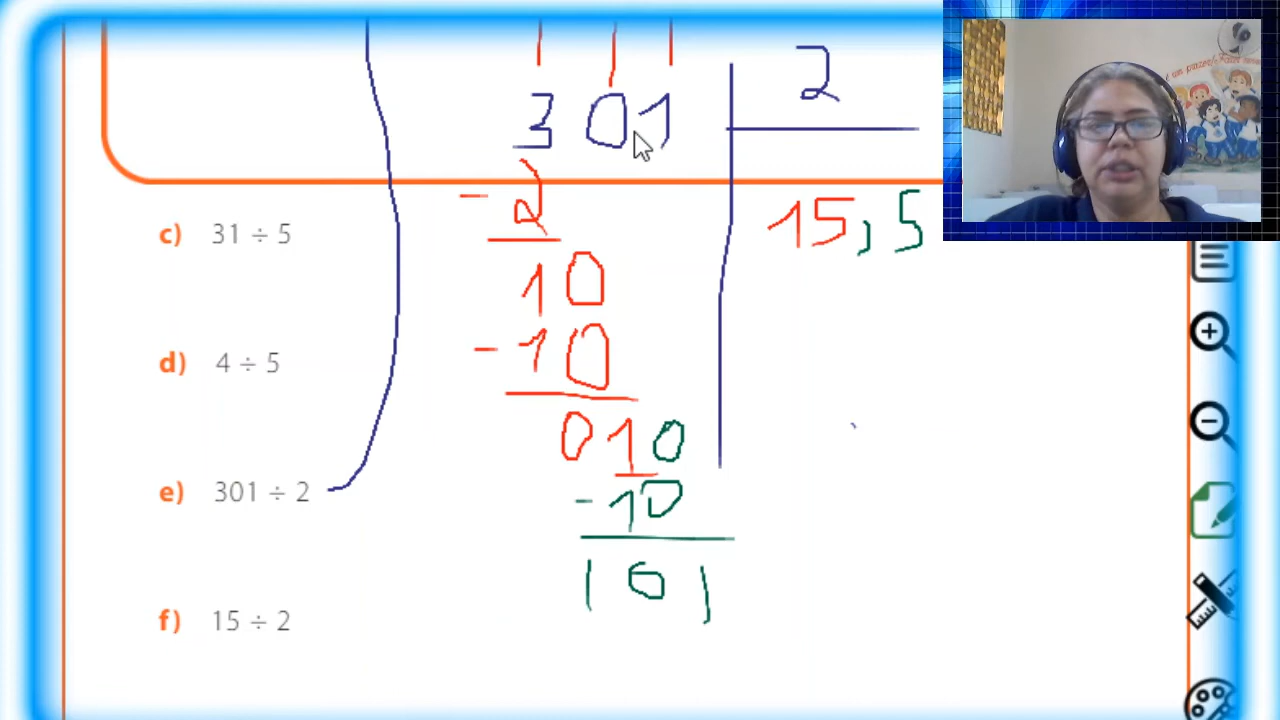 2
301
15,5
- 2
c) 31 ÷ 5
10
- 10
d) 4 ÷ 5
010
e) 301 ÷ 2
- 10
(0)
f) 15 ÷ 2